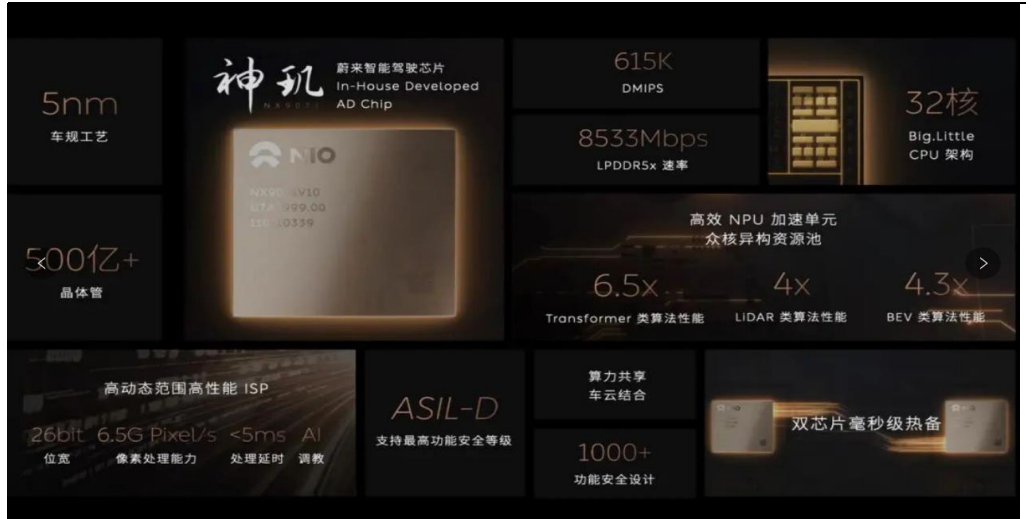 5nm
车规工艺
500亿+
晶体管
神玑
蔚来智能驾驶芯片
In-House Developed
AD Chip
NIO
615K
DMIPS
8533Mbps
LPDDR5x 速率
32核
Big.Little
CPU 架构
高效 NPU 加速单元
众核异构资源池
6.5x
Transformer 类算法性能
4x
LiDAR 类算法性能
4.3x
BEV 类算法性能
高动态范围高性能 ISP
26bit
位宽
6.5G Pixel/s
像素处理能力
<5ms
处理延时
AI
调教
ASIL-D
支持最高功能安全等级
算力共享
车云结合
1000+
功能安全设计
双芯片毫秒级热备